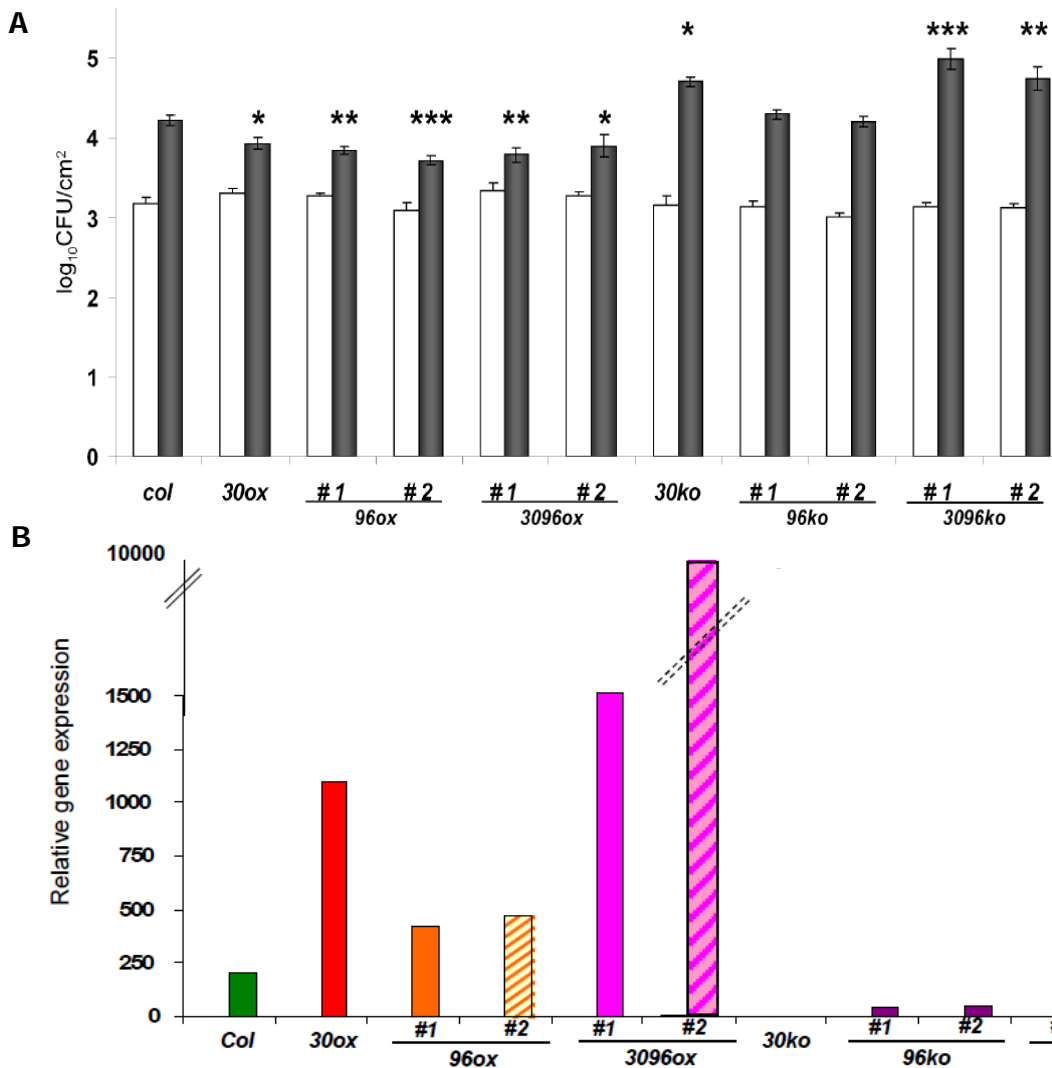 A
log₁₀CFU/cm²
5
4
3
2
1
0
* ** *** ** * * *** **
col 30ox # 1 # 2 # 1 # 2 30ko # 1 # 2 # 1 # 2
96ox 3096ox 96ko 3096ko
B
Relative gene expression
10000
1500
1250
1000
750
500
250
0
Col 30ox #1 #2 #1 #2 30ko #1 #2
96ox 3096ox 96ko